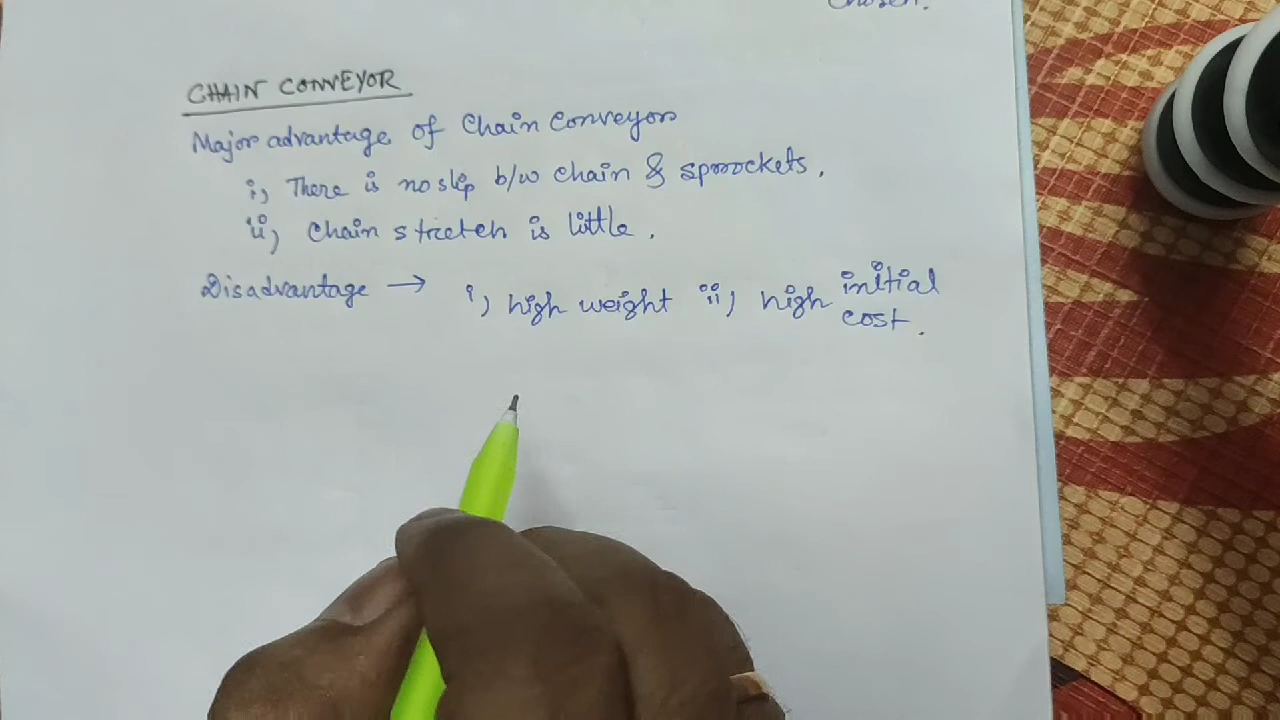 chosen.
CHAIN CONVEYOR
Major advantage of Chain Conveyor
i, There is no slip b/w chain & sprockets.
ii, Chain stretch is little.
Disadvantage → i, high weight ii, high initial cost.